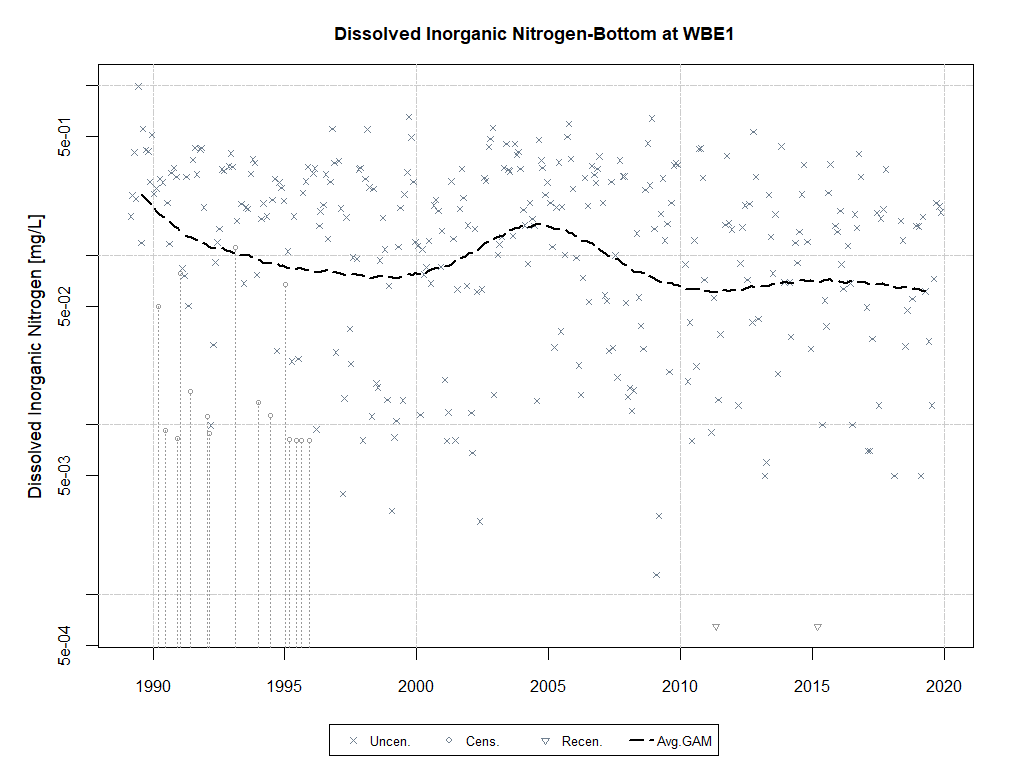 Dissolved Inorganic Nitrogen-Bottom at WBE1
Dissolved Inorganic Nitrogen [mg/L]
5e-01
5e-02
5e-03
5e-04
1990 1995 2000 2005 2010 2015 2020
Uncen. Cens. Recen. Avg.GAM